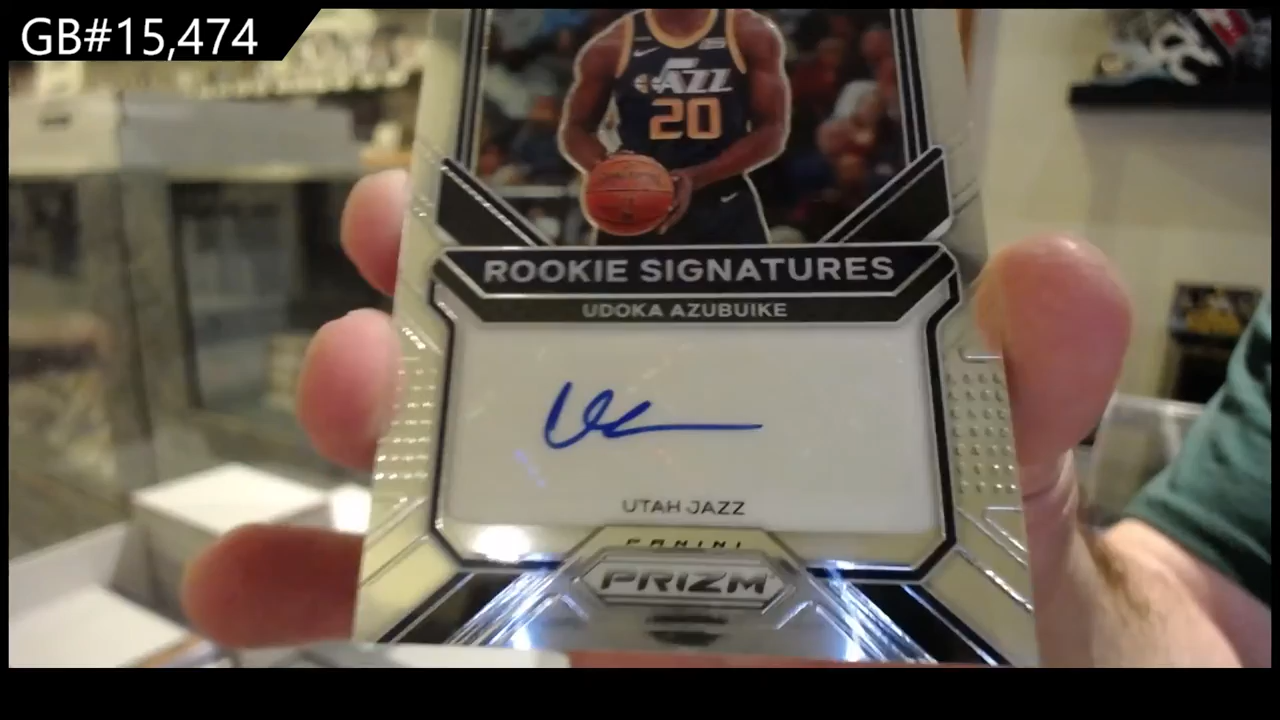 GB#15,474
JAZZ
20
ROOKIE SIGNATURES
UDOKA AZUBUIKE
UTAH JAZZ
PANINI
PRIZM